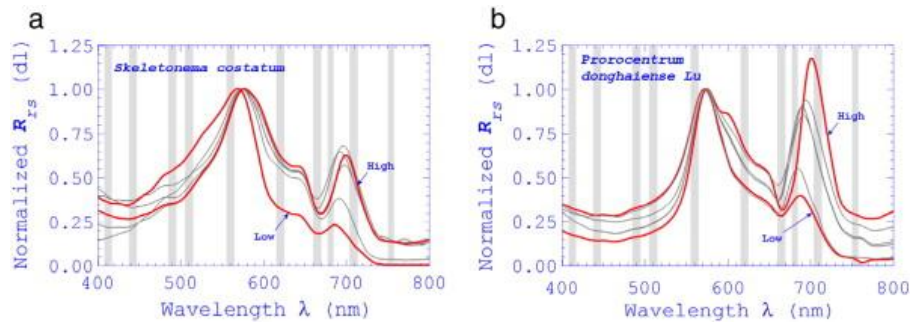 a
Normalized Rrs (dl)
1.25
1.00
0.75
0.50
0.25
0.00
Skeletonema costatum
High
Low
400 500 600 700 800
Wavelength λ (nm)
b
Normalized Rrs (dl)
1.25
1.00
0.75
0.50
0.25
0.00
Prorocentrum
donghaiense Lu
High
Low
400 500 600 700 800
Wavelength λ (nm)